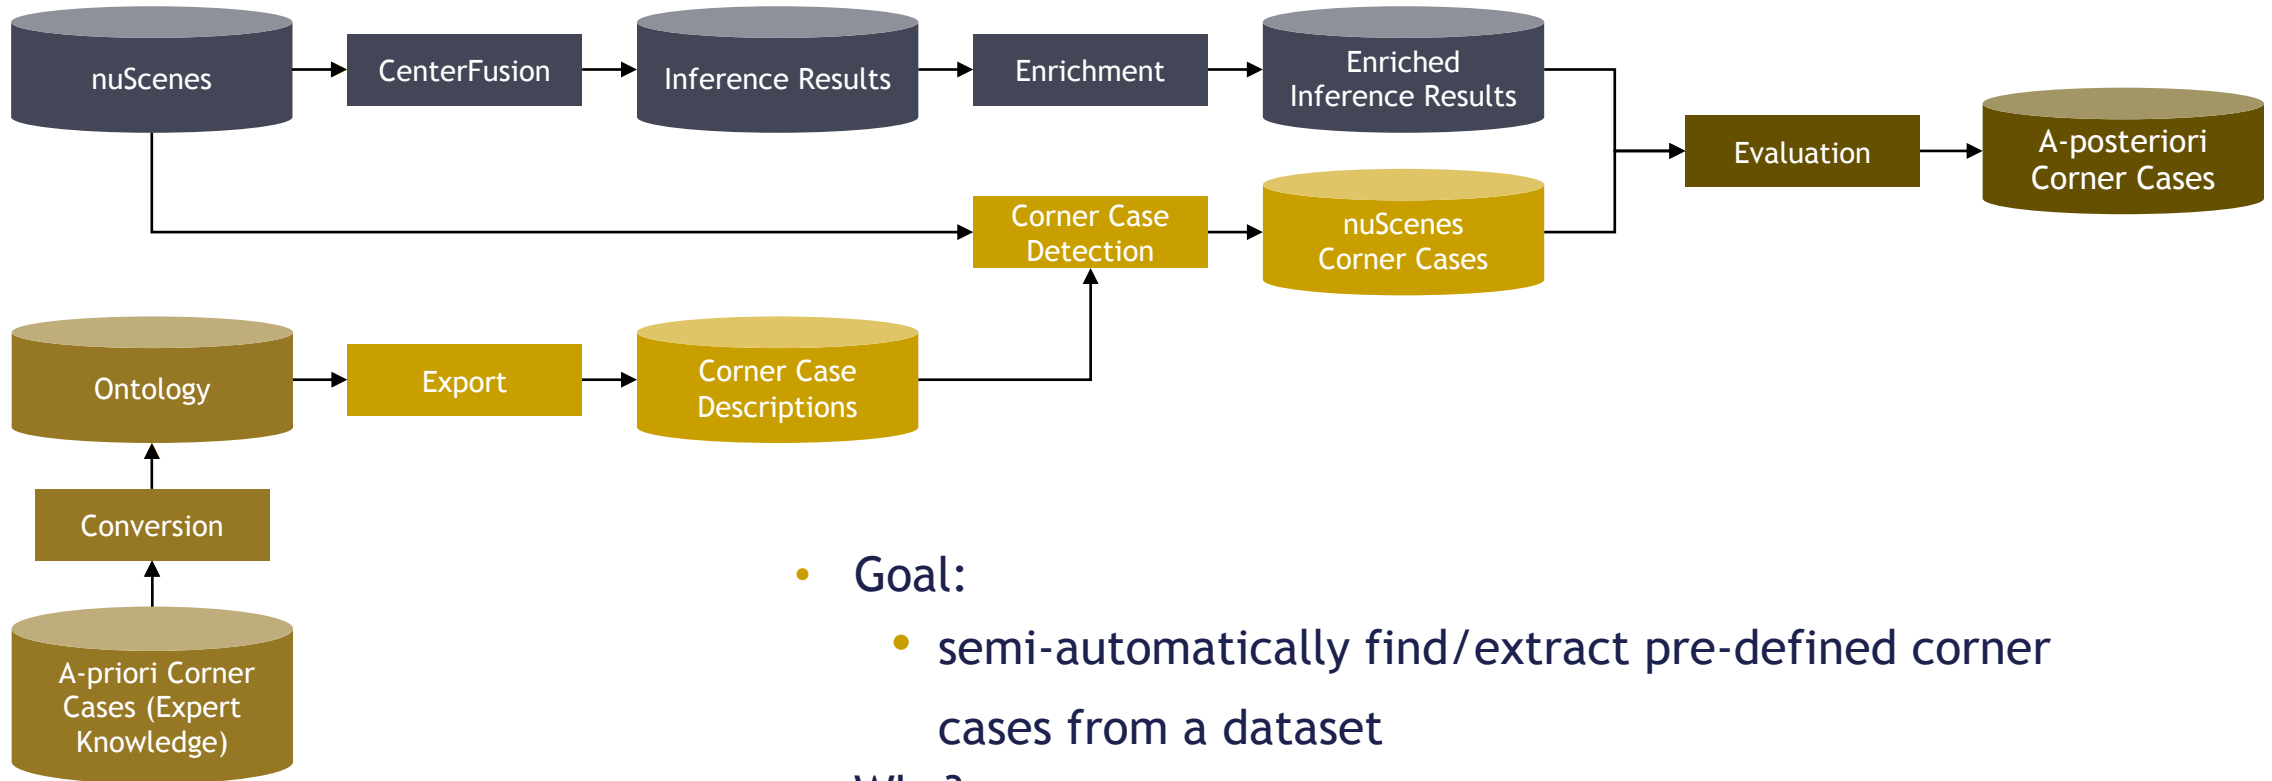 nuScenes
CenterFusion
Inference Results
Enrichment
Enriched
Inference Results
Evaluation
A-posteriori
Corner Cases
Corner Case
Detection
nuScenes
Corner Cases
Ontology
Export
Corner Case
Descriptions
Conversion
A-priori Corner
Cases (Expert
Knowledge)
• Goal:
• semi-automatically find/extract pre-defined corner
cases from a dataset